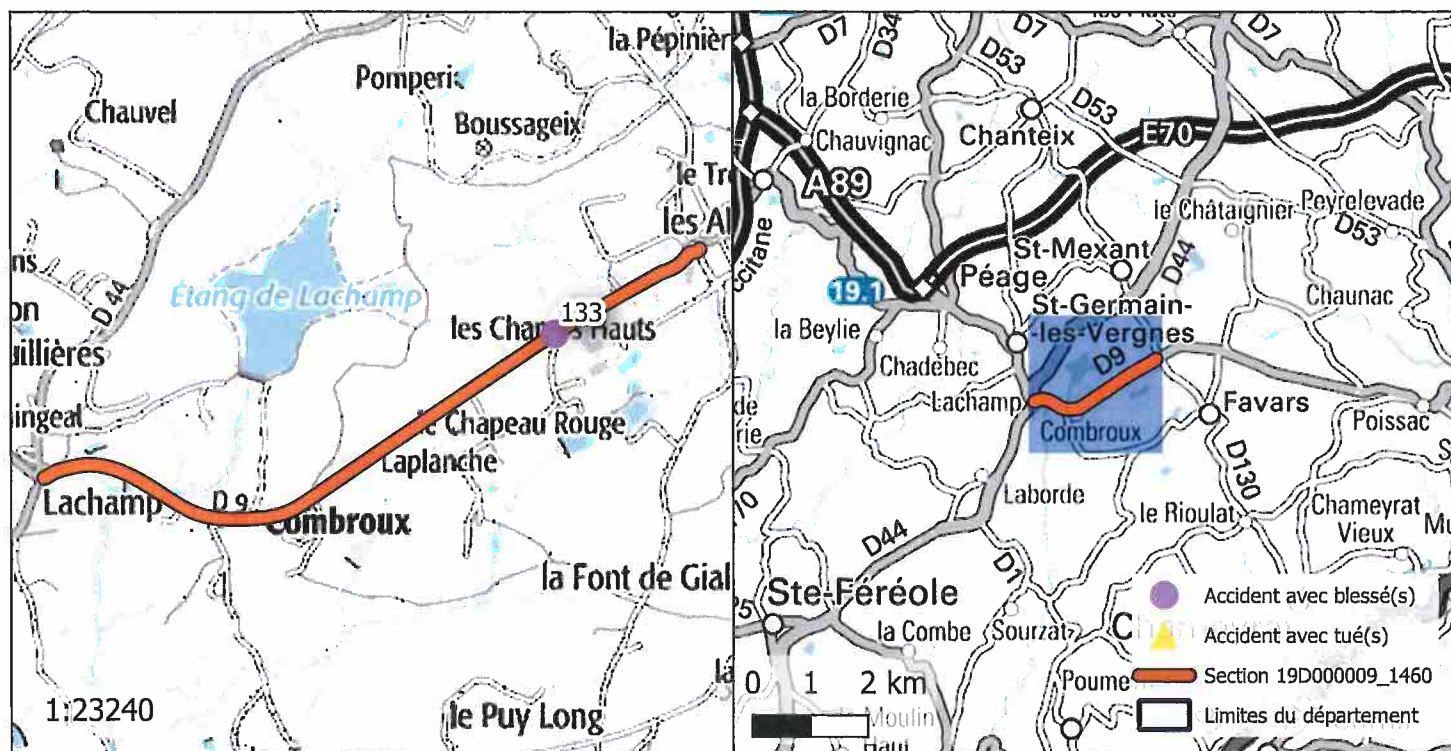 la Pépinièr
Pomperie
Chauvel
Boussageix
le Tr
les Al
D 44
Étang de Lachamp
133
les Champs Hauts
on
uillières
ingeal
le Chapeau Rouge
Laplanche
Lachamp
D 9
Combroux
la Font de Gial
le Puy Long
1:23240
D7
D34
D53
D7
la Borderie
Chauvignac
Chanteix
D53
E70
A89
le Châtaignier
Peyrelevade
D53
ccitane
St-Mexant
D44
19.1
Péage
Chaunac
St-Germain-
-les-Vergnes
la Beylie
Chadebec
D9
Lachamp
Favars
Combroux
Poissac
D130
Laborde
le Rioulat
Chameyrat
Vieux
D44
D1
Ste-Féréole
la Combe
Sourzat
Poume
Moulin
Haut
0 1 2 km
Accident avec blessé(s)
Accident avec tué(s)
Section 19D000009_1460
Limites du département